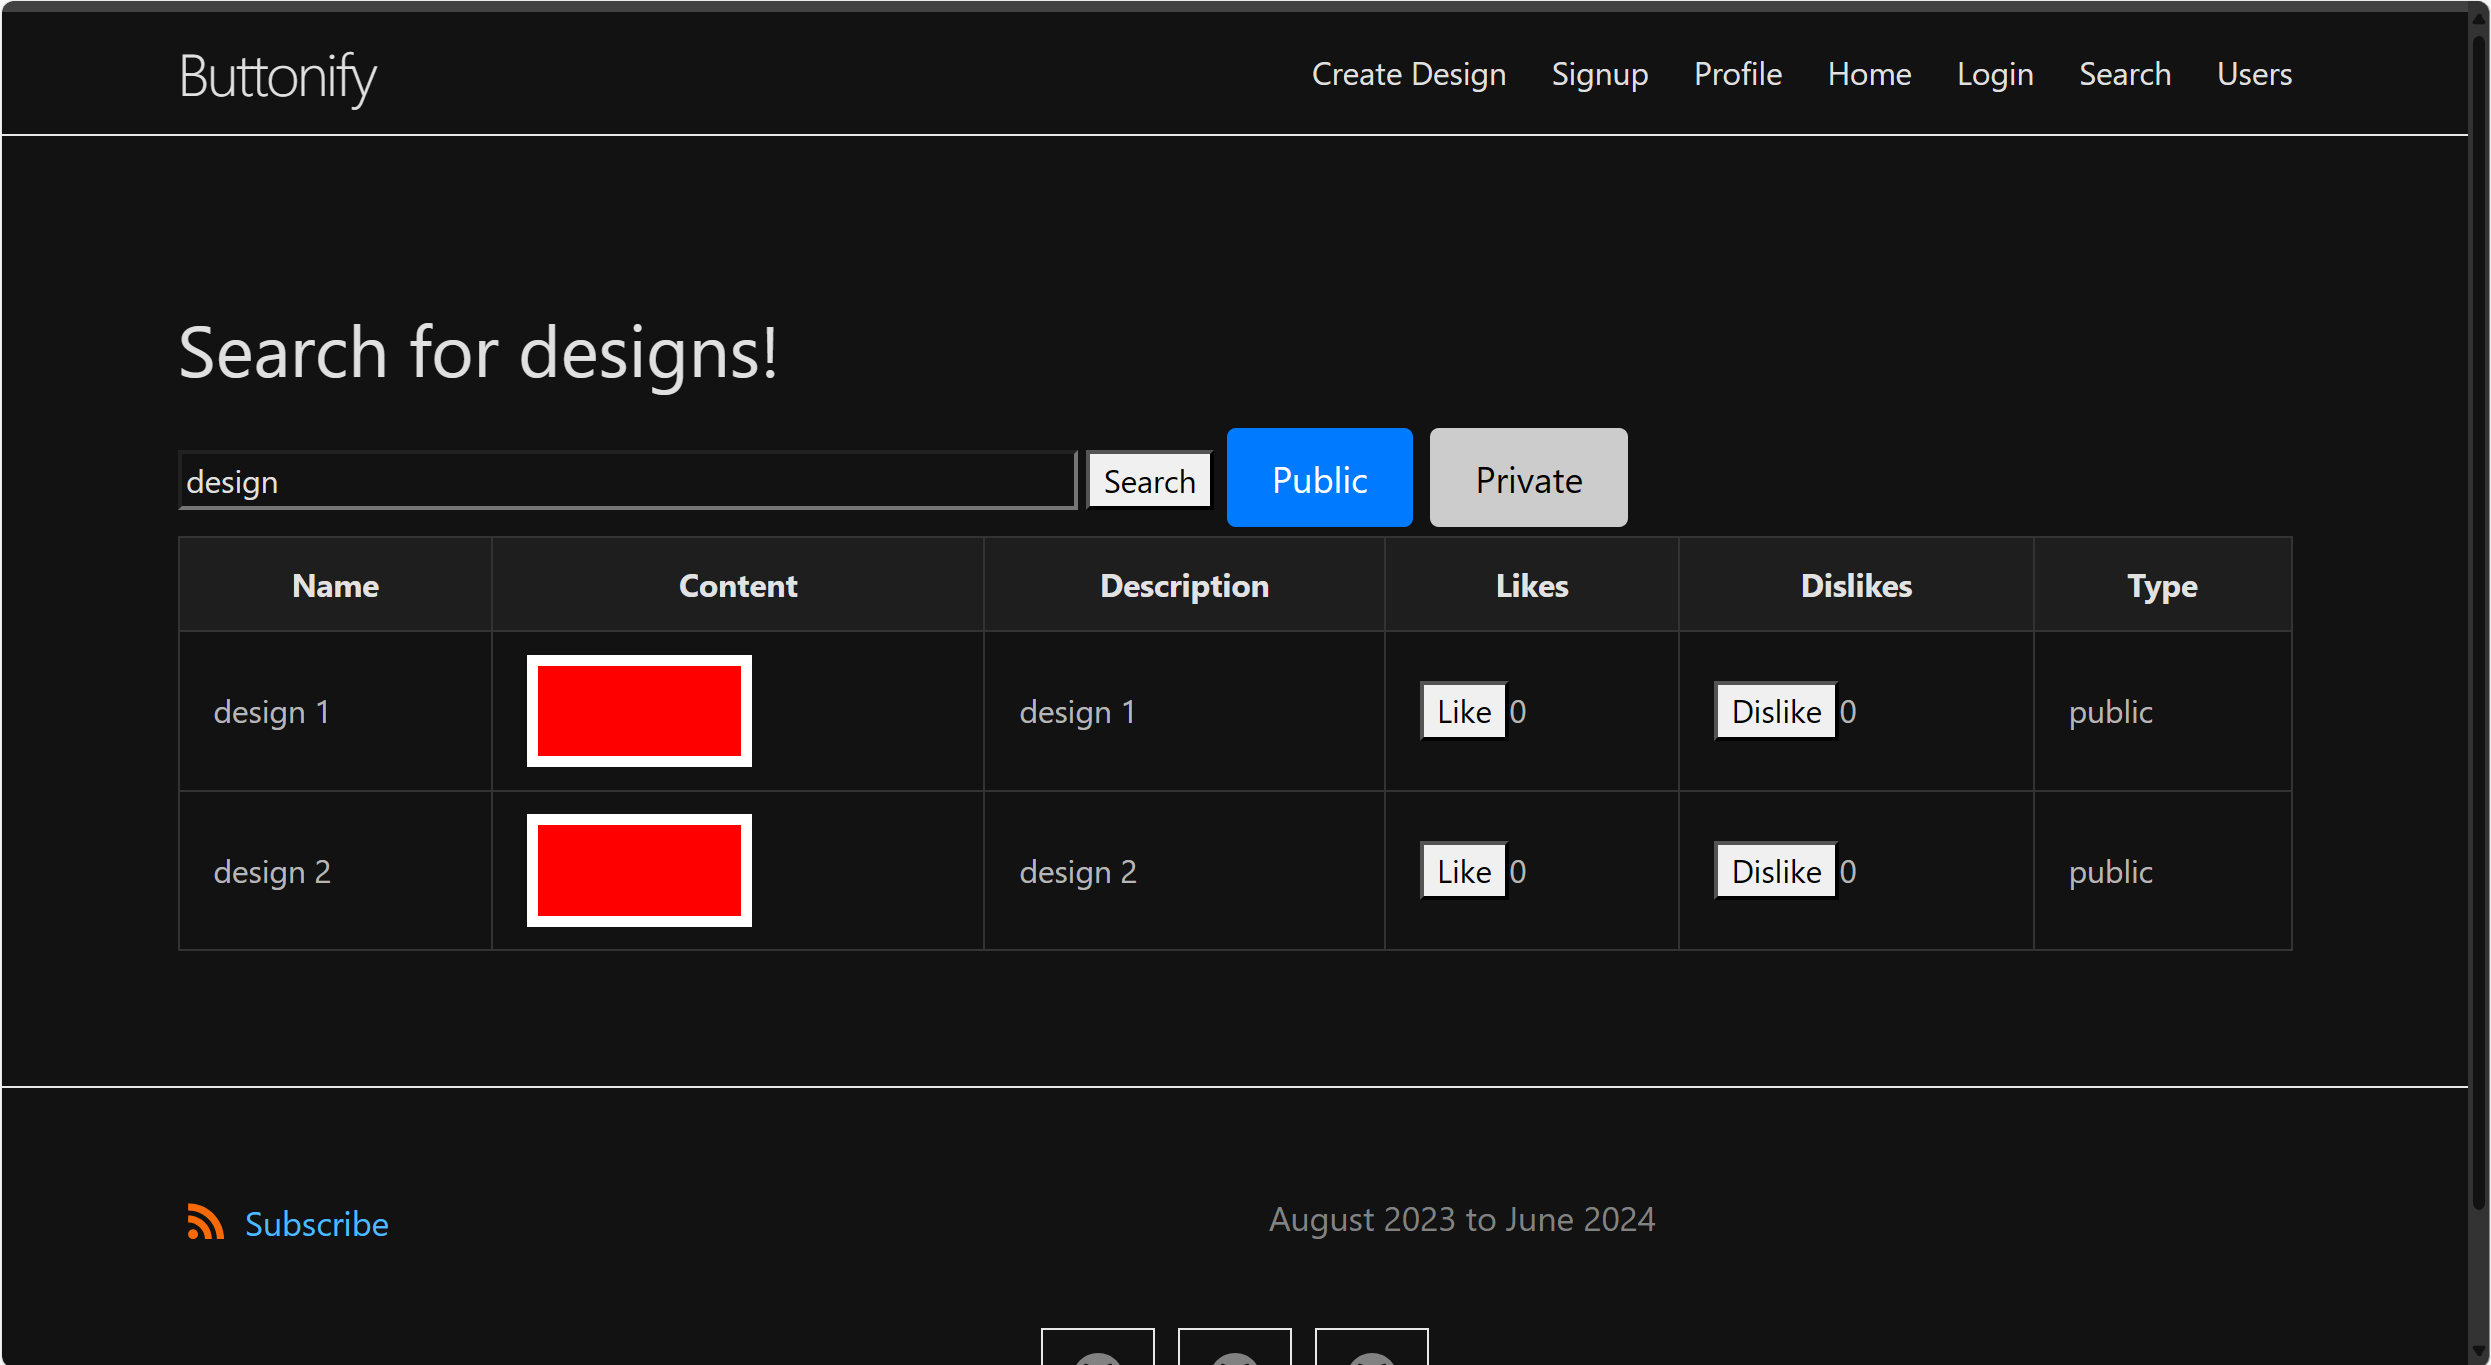 Buttonify
Create Design Signup Profile Home Login Search Users
Search for designs!
design Search Public Private
Name Content Description Likes Dislikes Type
design 1 design 1 Like 0 Dislike 0 public
design 2 design 2 Like 0 Dislike 0 public
Subscribe August 2023 to June 2024